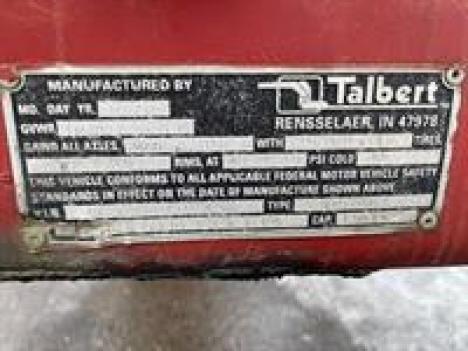 MANUFACTURED BY Talbert
MO. DAY YR. RENSSELAER, IN 47978
GVWR
GAWR ALL AXLES WITH TIRES
RIMS, AT PSI COLD
THIS VEHICLE CONFORMS TO ALL APPLICABLE FEDERAL MOTOR VEHICLE SAFETY
STANDARDS IN EFFECT ON THE DATE OF MANUFACTURE SHOWN ABOVE
V.I.N. TYPE
CAP.